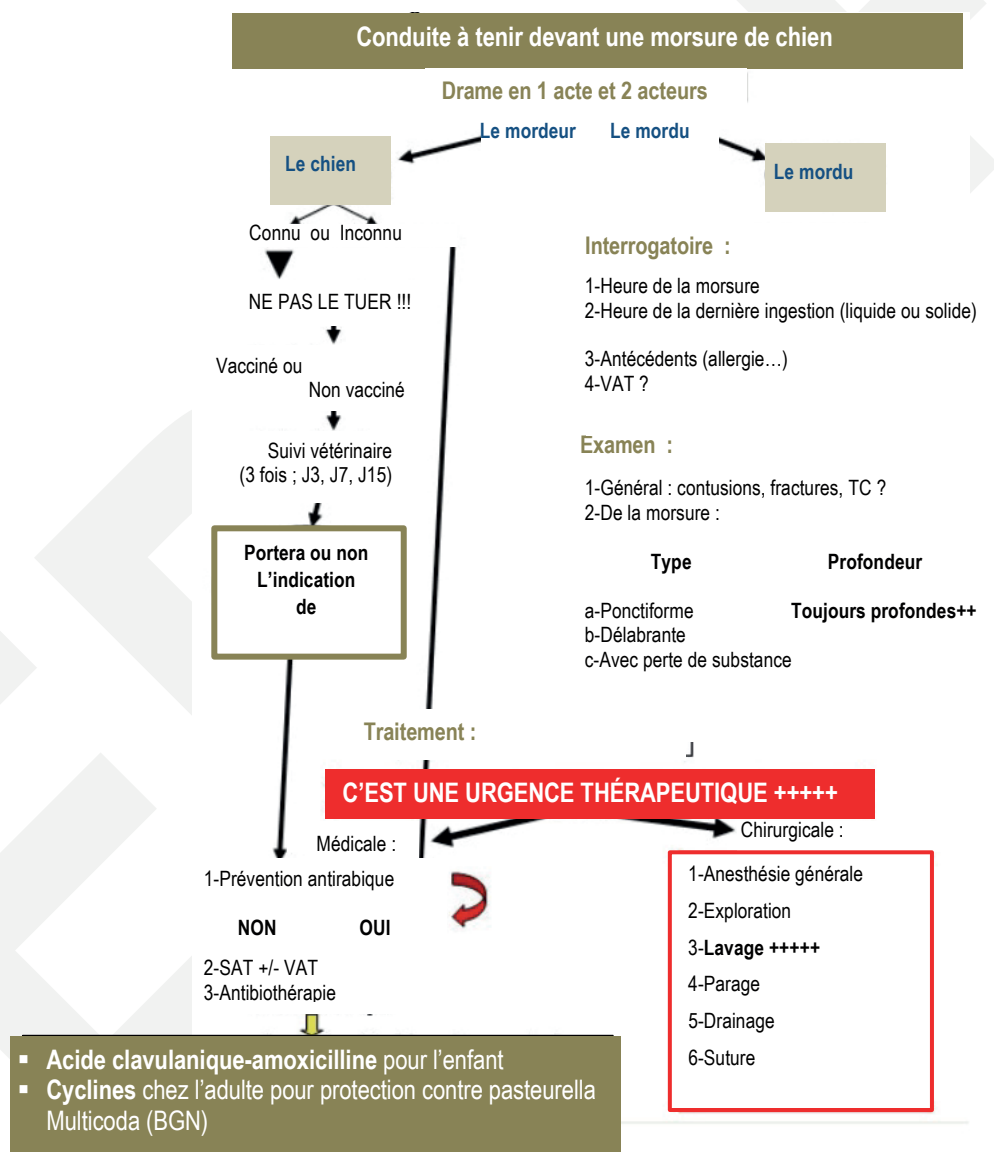 Conduite à tenir devant une morsure de chien
Drame en 1 acte et 2 acteurs
Le mordeur Le mordu
Le chien
Le mordu
Connu ou Inconnu
NE PAS LE TUER !!!
Vacciné ou
Non vacciné
Suivi vétérinaire
(3 fois ; J3, J7, J15)
Portera ou non
L'indication
de
Interrogatoire :
1-Heure de la morsure
2-Heure de la dernière ingestion (liquide ou solide)
3-Antécédents (allergie…)
4-VAT ?
Examen :
1-Général : contusions, fractures, TC ?
2-De la morsure :
Type Profondeur
a-Ponctiforme Toujours profondes++
b-Délabrante
c-Avec perte de substance
Traitement :
C'EST UNE URGENCE THÉRAPEUTIQUE +++++
Médicale :
1-Prévention antirabique
NON OUI
2-SAT +/- VAT
3-Antibiothérapie
▪ Acide clavulanique-amoxicilline pour l'enfant
▪ Cyclines chez l'adulte pour protection contre pasteurella
Multicoda (BGN)
Chirurgicale :
1-Anesthésie générale
2-Exploration
3-Lavage +++++
4-Parage
5-Drainage
6-Suture